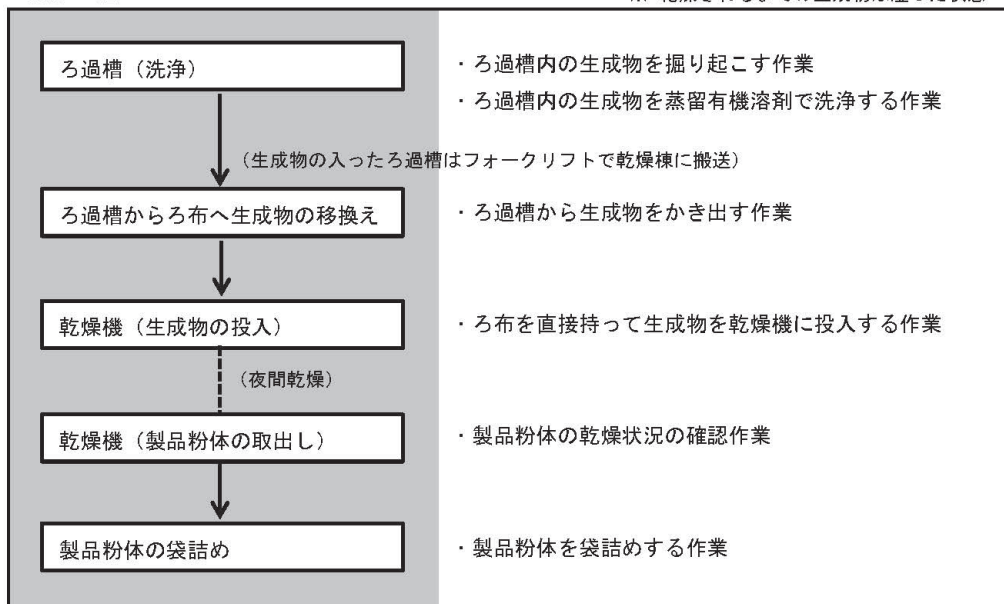 ろ過槽（洗浄）
・ろ過槽内の生成物を掘り起こす作業
・ろ過槽内の生成物を蒸留有機溶剤で洗浄する作業
（生成物の入ったろ過槽はフォークリフトで乾燥棟に搬送）
ろ過槽からろ布へ生成物の移換え
・ろ過槽から生成物をかき出す作業
乾燥機（生成物の投入）
・ろ布を直接持って生成物を乾燥機に投入する作業
（夜間乾燥）
乾燥機（製品粉体の取出し）
・製品粉体の乾燥状況の確認作業
製品粉体の袋詰め
・製品粉体を袋詰めする作業